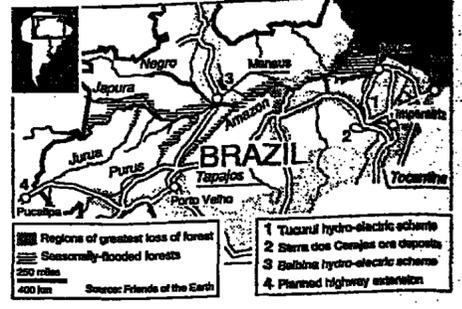 Negro
3
Manaus
Japura
Amazon
1
Imperatriz
2
Jurua
Purus
BRAZIL
Tapajos
Tocantins
4
Pucallpa
Porto Velho
Regions of greatest loss of forest
Seasonally-flooded forests
250 miles
400 km
Source: Friends of the Earth
1 Tucurui hydro-electric scheme
2 Serra dos Carajas ore deposits
3 Balbina hydro-electric scheme
4 Planned highway extension